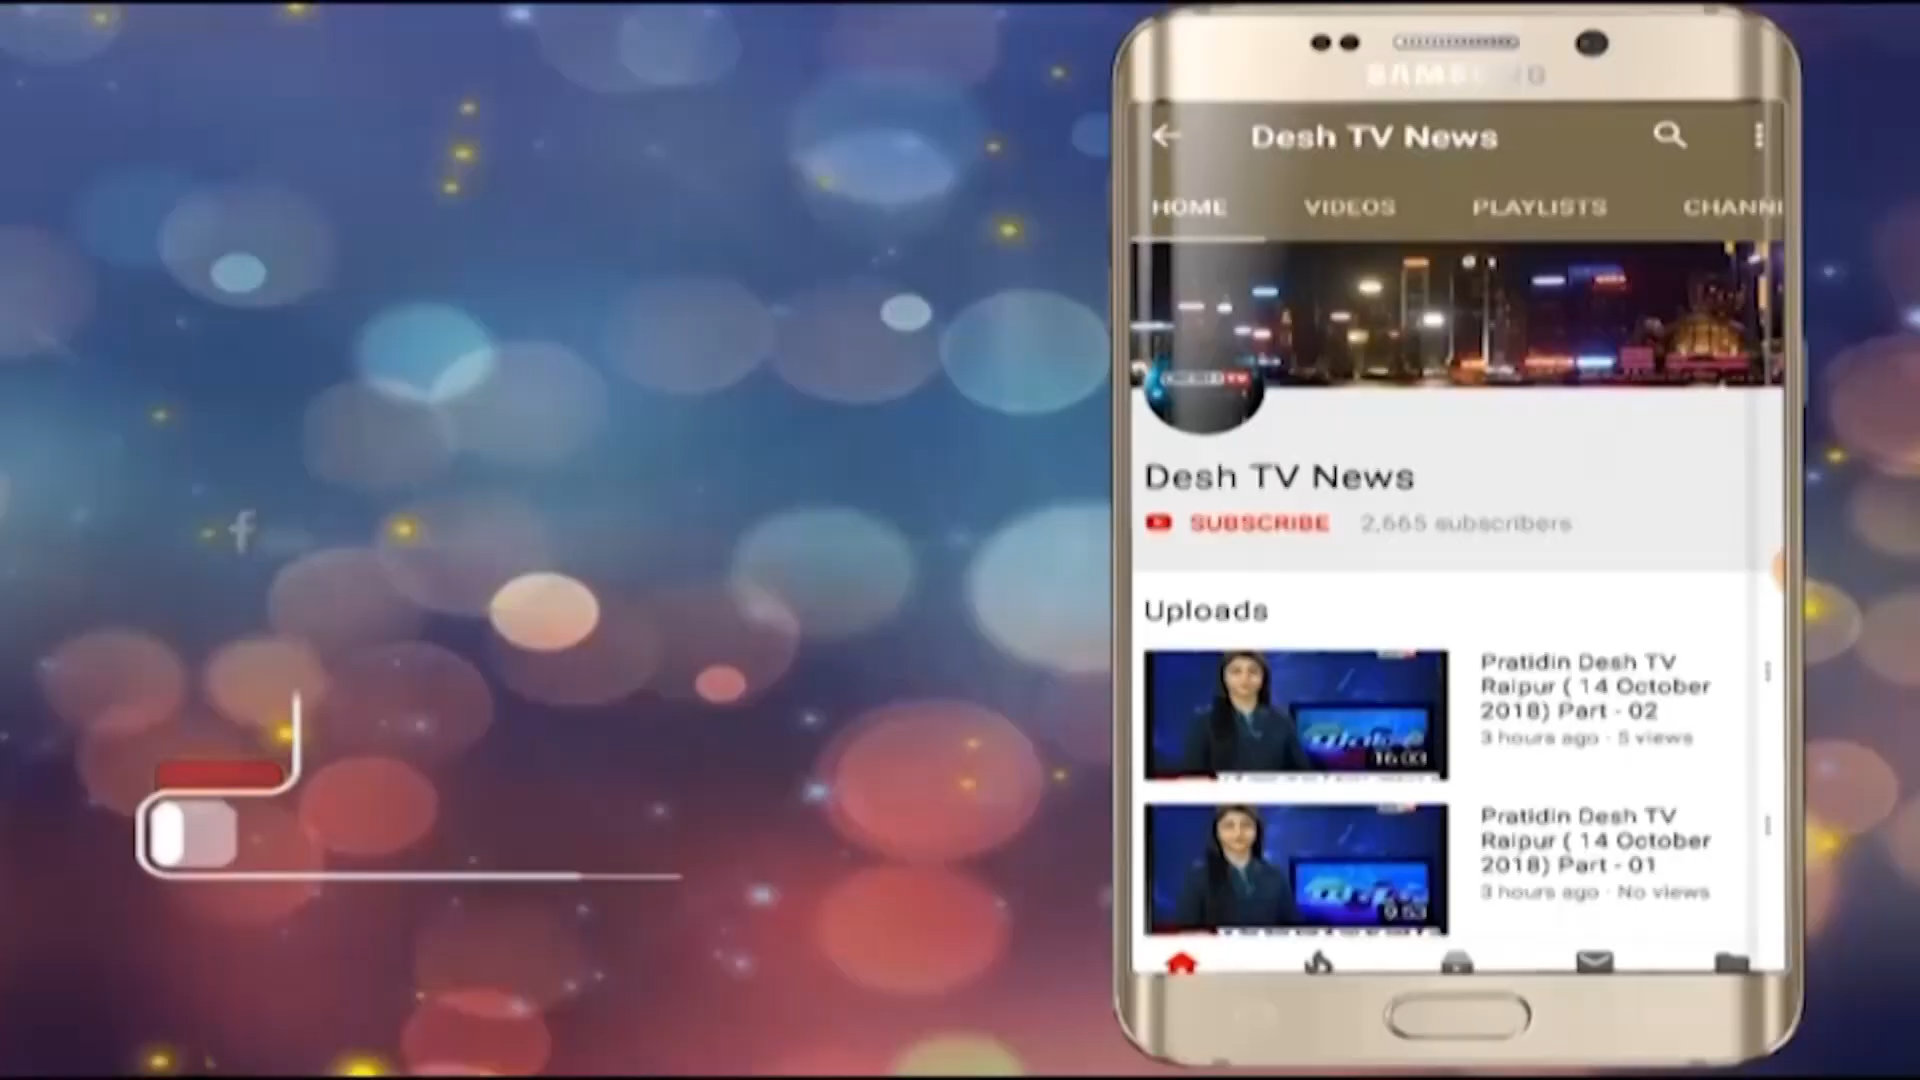 SAMSUNG
Desh TV News
HOME VIDEOS PLAYLISTS CHANNE
Desh TV News
SUBSCRIBE 2,665 subscribers
Uploads
Pratidin Desh TV
Raipur ( 14 October
2018) Part - 02
3 hours ago · 5 views
16:03
Pratidin Desh TV
Raipur ( 14 October
2018) Part - 01
3 hours ago · No views
9:53
f